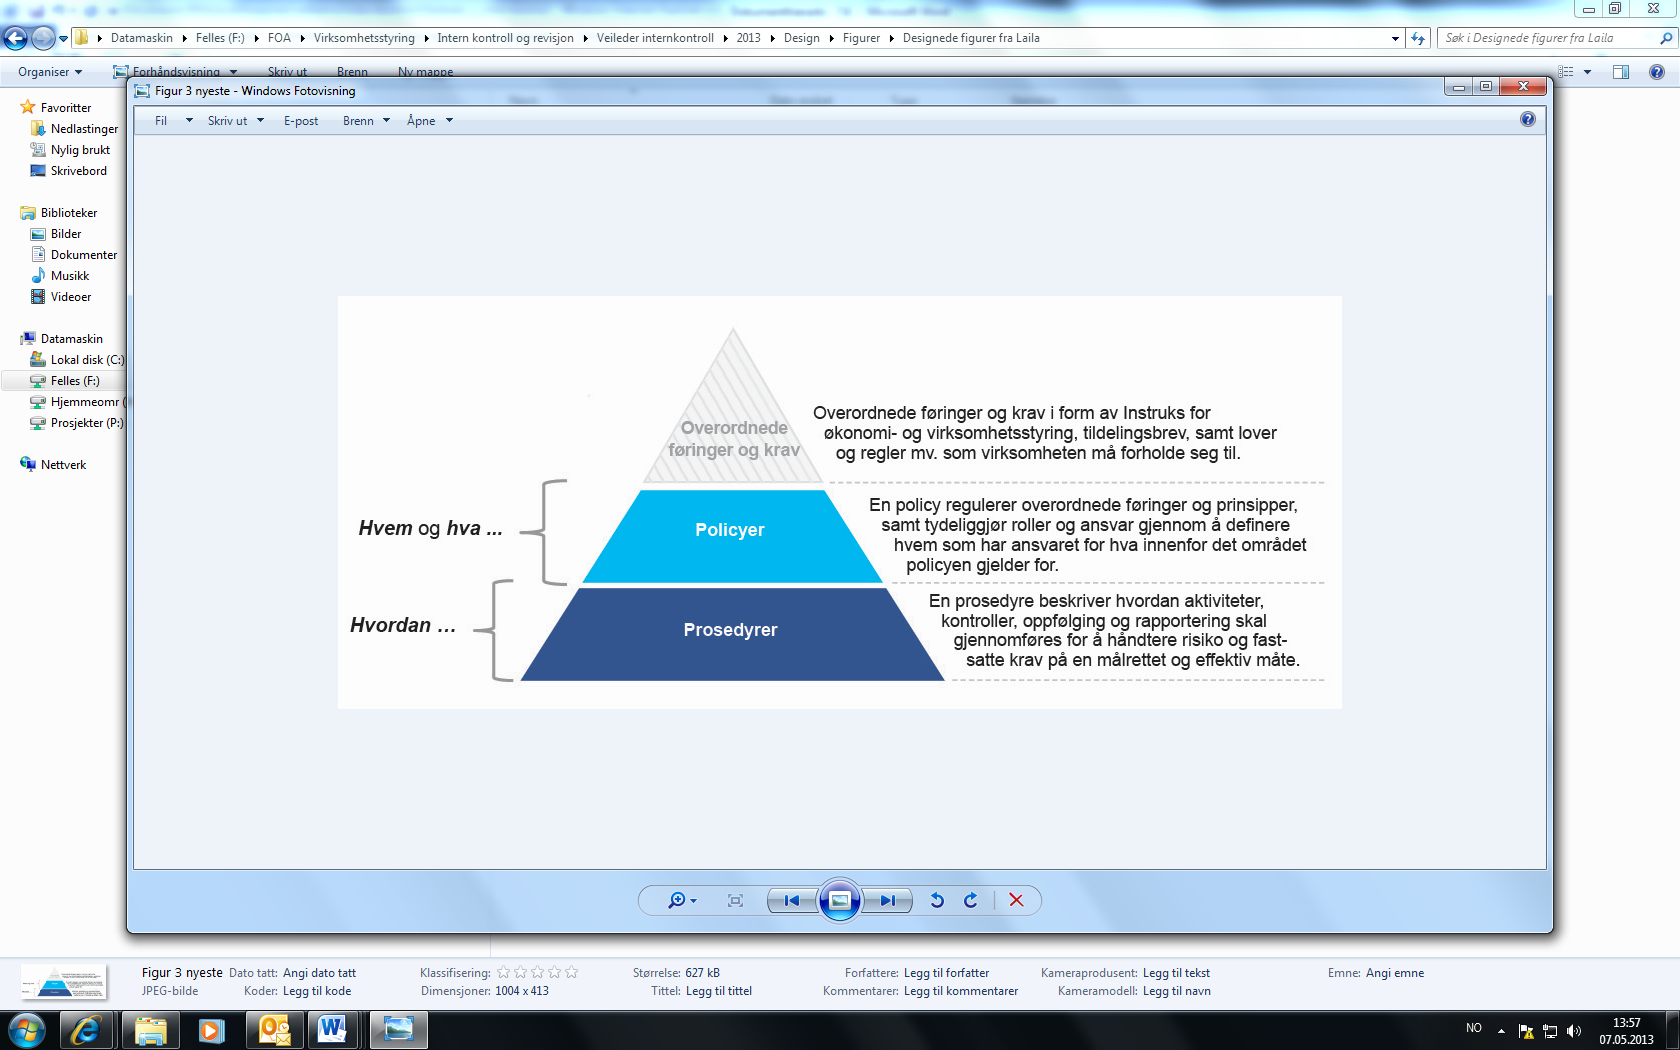 Datamaskin Felles (F:) FOA Virksomhetsstyring Intern kontroll og revisjon Veileder internkontroll 2013 Design Figurer Designede figurer fra Laila
Søk i Designede figurer fra Laila
Organiser Forhåndsvisning Skriv ut Brenn Ny mappe
Figur 3 nyeste - Windows Fotovisning
Fil Skriv ut E-post Brenn Åpne
Favoritter
Nedlastinger
Nylig brukt
Skrivebord
Biblioteker
Bilder
Dokumenter
Musikk
Videoer
Datamaskin
Lokal disk (C:)
Felles (F:)
Hjemmeomr (
Prosjekter (P:)
Nettverk
Overordnede
føringer og krav
Overordnede føringer og krav i form av Instruks for
økonomi- og virksomhetsstyring, tildelingsbrev, samt lover
og regler mv. som virksomheten må forholde seg til.
Hvem og hva ...
Policyer
En policy regulerer overordnede føringer og prinsipper,
samt tydeliggjør roller og ansvar gjennom å definere
hvem som har ansvaret for hva innenfor det området
policyen gjelder for.
Hvordan ...
Prosedyrer
En prosedyre beskriver hvordan aktiviteter,
kontroller, oppfølging og rapportering skal
gjennomføres for å håndtere risiko og fast-
satte krav på en målrettet og effektiv måte.
Figur 3 nyeste Dato tatt: Angi dato tatt Klassifisering: Størrelse: 627 kB Forfattere: Legg til forfatter Kameraprodusent: Legg til tekst Emne: Angi emne
JPEG-bilde Koder: Legg til kode Dimensjoner: 1004 x 413 Tittel: Legg til tittel Kommentarer: Legg til kommentarer Kameramodell: Legg til navn
NO
13:57
07.05.2013